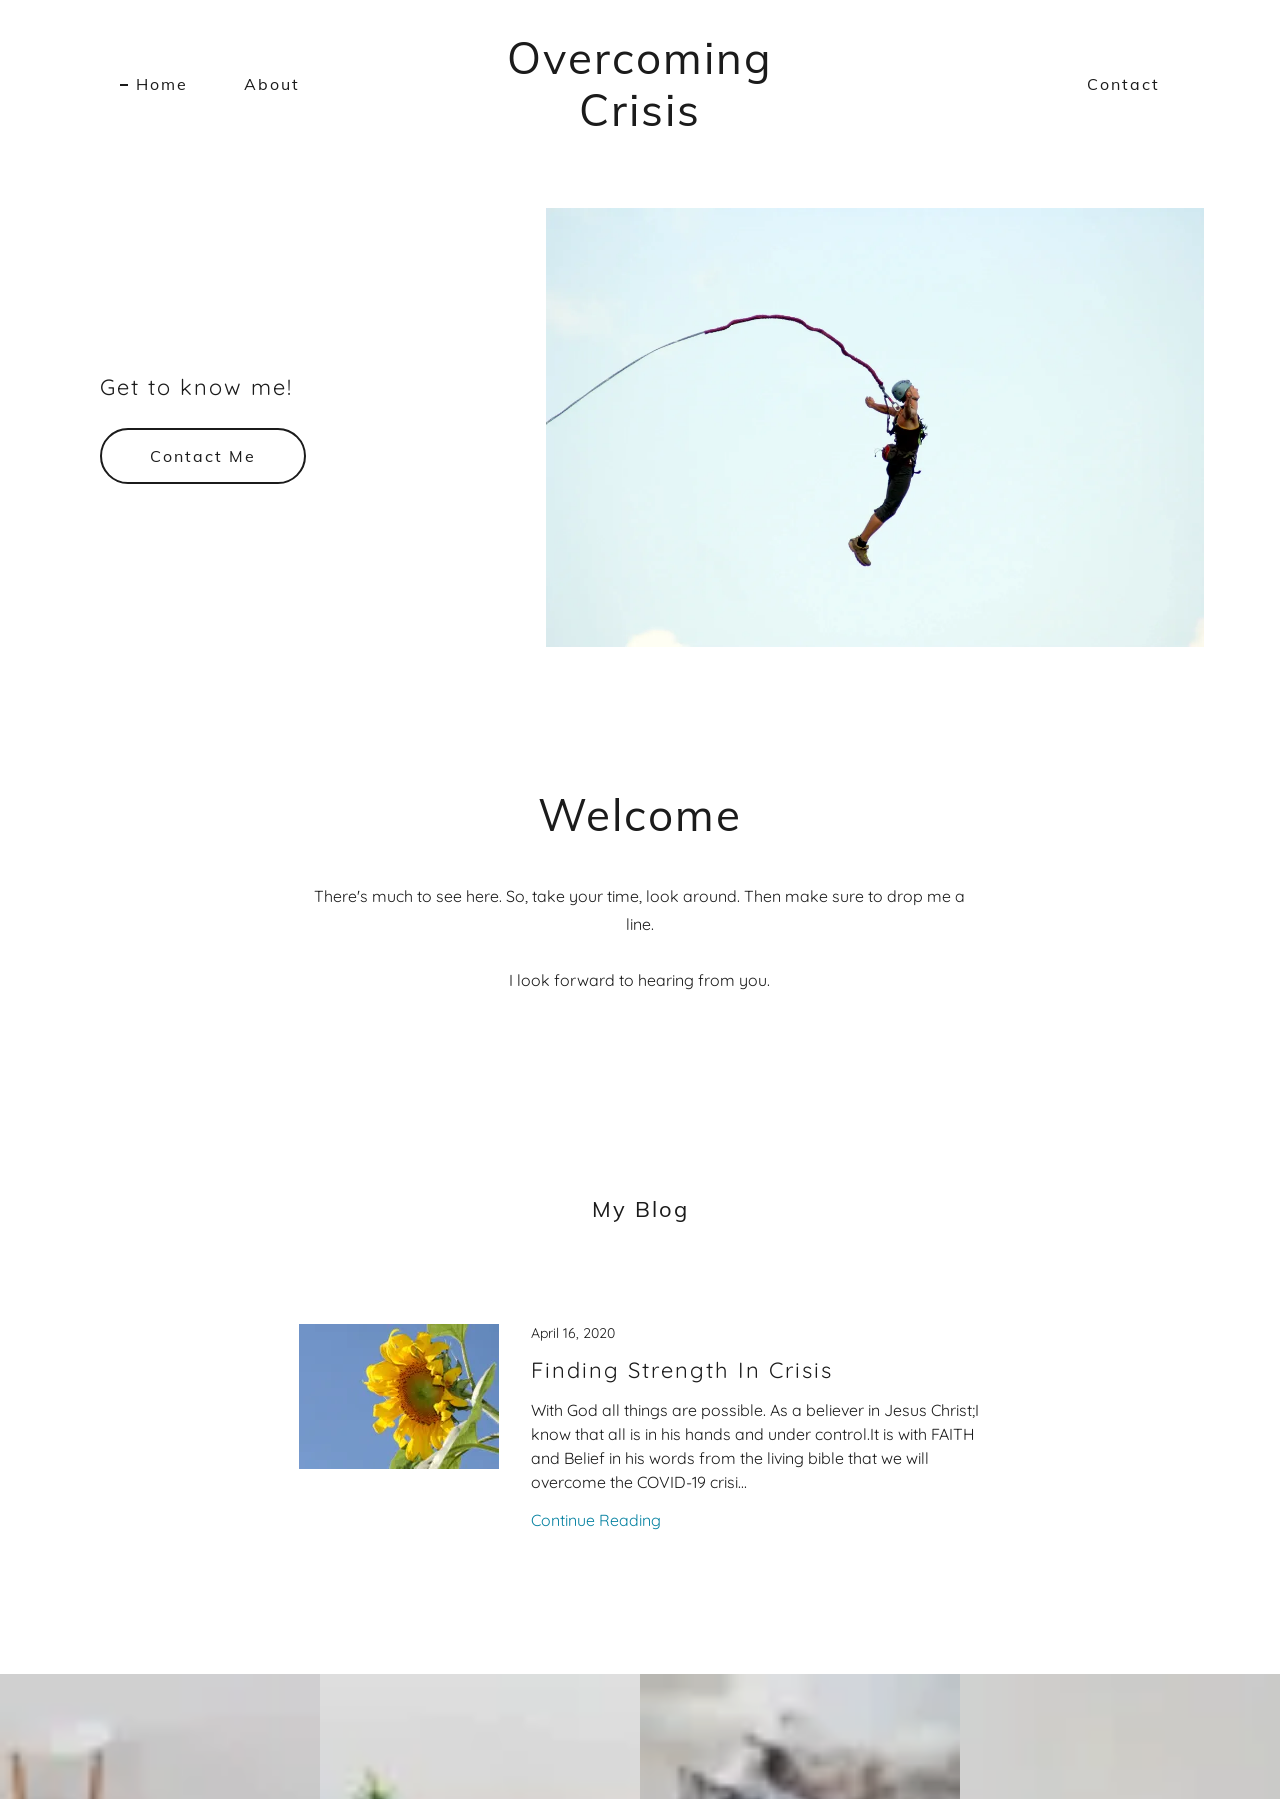 Home
About
Overcoming
Crisis
Contact
Get to know me!
Contact Me
Welcome
There's much to see here. So, take your time, look around. Then make sure to drop me a
line.
I look forward to hearing from you.
My Blog
April 16, 2020
Finding Strength In Crisis
With God all things are possible. As a believer in Jesus Christ;I
know that all is in his hands and under control.It is with FAITH
and Belief in his words from the living bible that we will
overcome the COVID-19 crisi...
Continue Reading